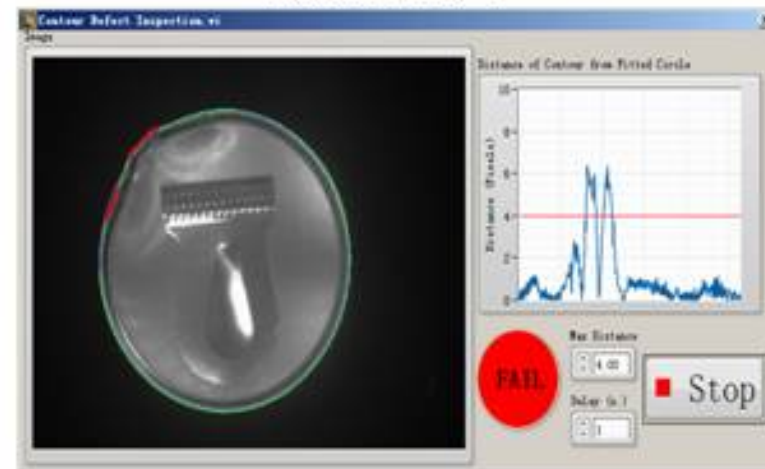 Contour Defect Inspection.vi
Image
Distance of Contour from Fitted Circle
10
8
6
4
2
0
Distance (Pixels)
FAIL
Max Distance
4.00
Delay (s.)
1
Stop